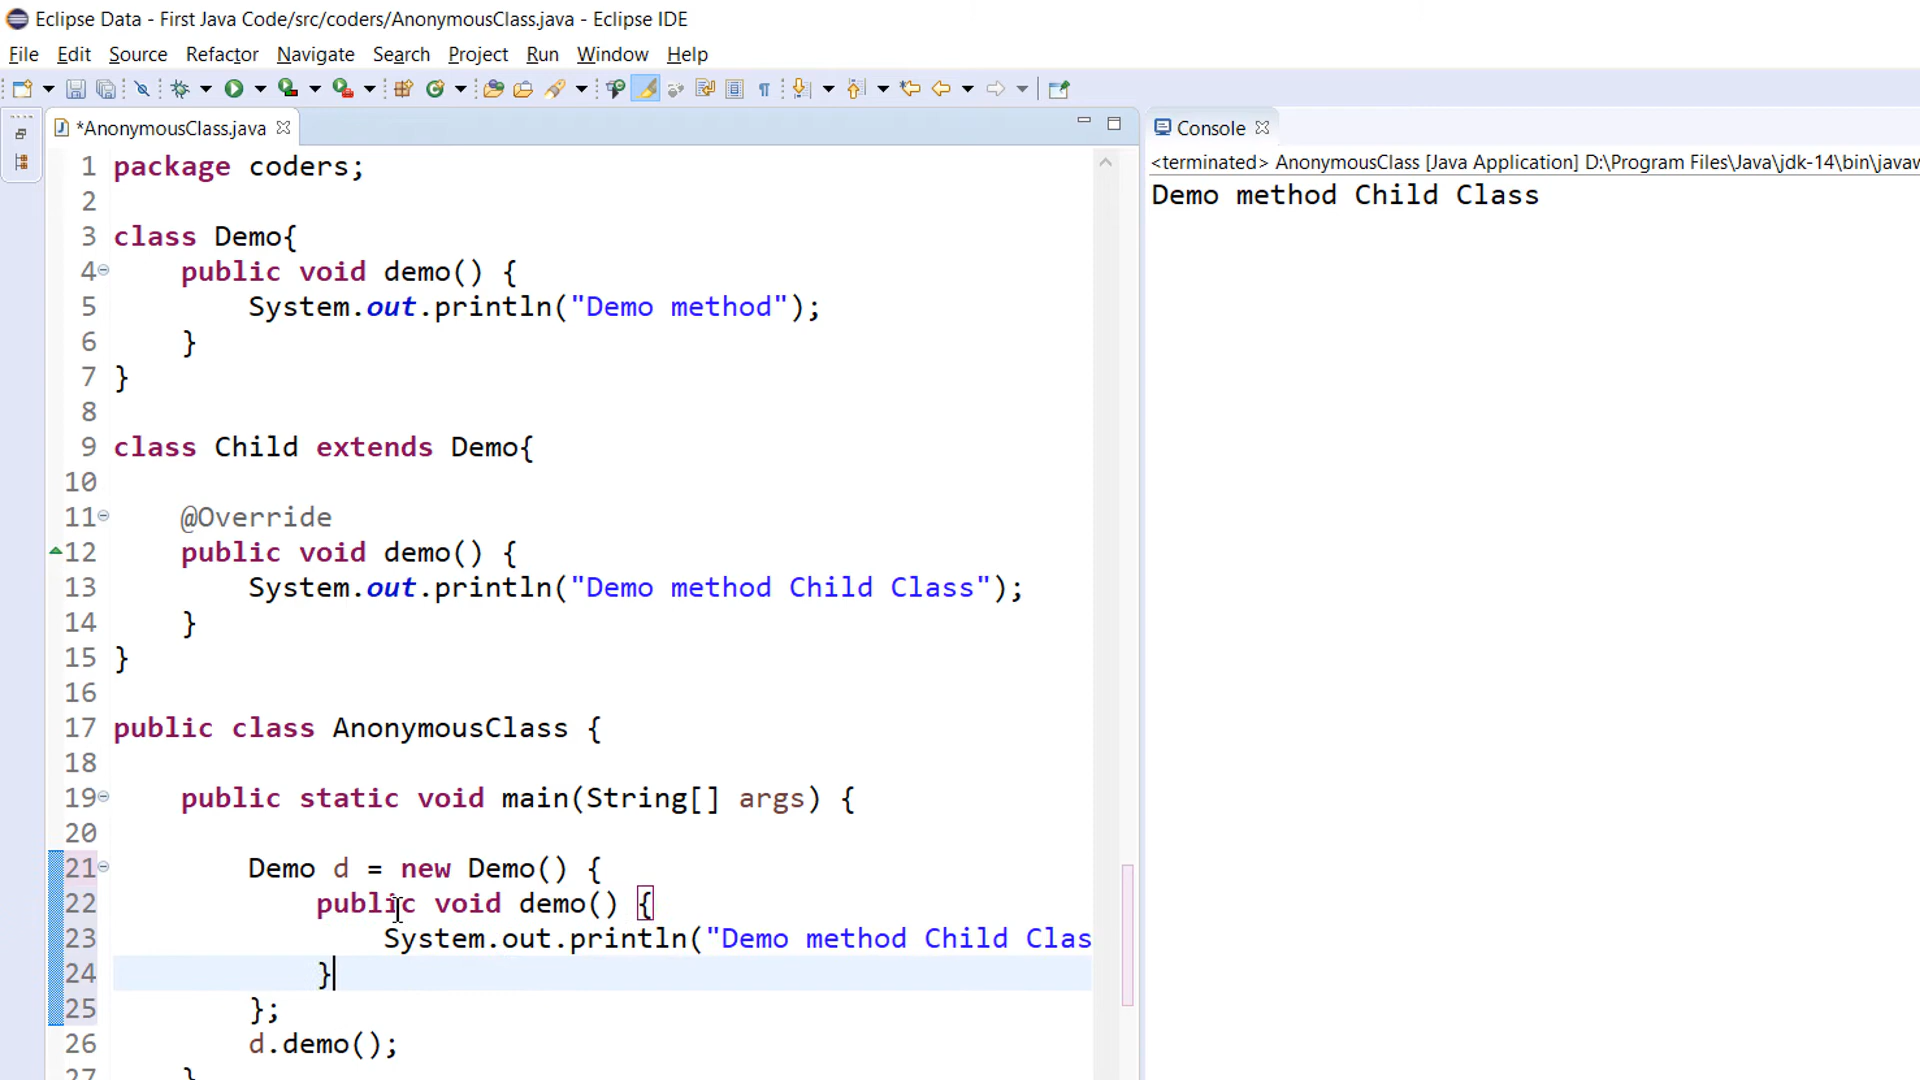 Eclipse Data - First Java Code/src/coders/AnonymousClass.java - Eclipse IDE
File Edit Source Refactor Navigate Search Project Run Window Help
*AnonymousClass.java
1 package coders;
2
3 class Demo{
4 public void demo() {
5 System.out.println("Demo method");
6 }
7 }
8
9 class Child extends Demo{
10
11 @Override
12 public void demo() {
13 System.out.println("Demo method Child Class");
14 }
15 }
16
17 public class AnonymousClass {
18
19 public static void main(String[] args) {
20
21 Demo d = new Demo() {
22 public void demo() {
23 System.out.println("Demo method Child Clas
24 }
25 };
26 d.demo();
27 }
Console
<terminated> AnonymousClass [Java Application] D:\Program Files\Java\jdk-14\bin\javaw
Demo method Child Class